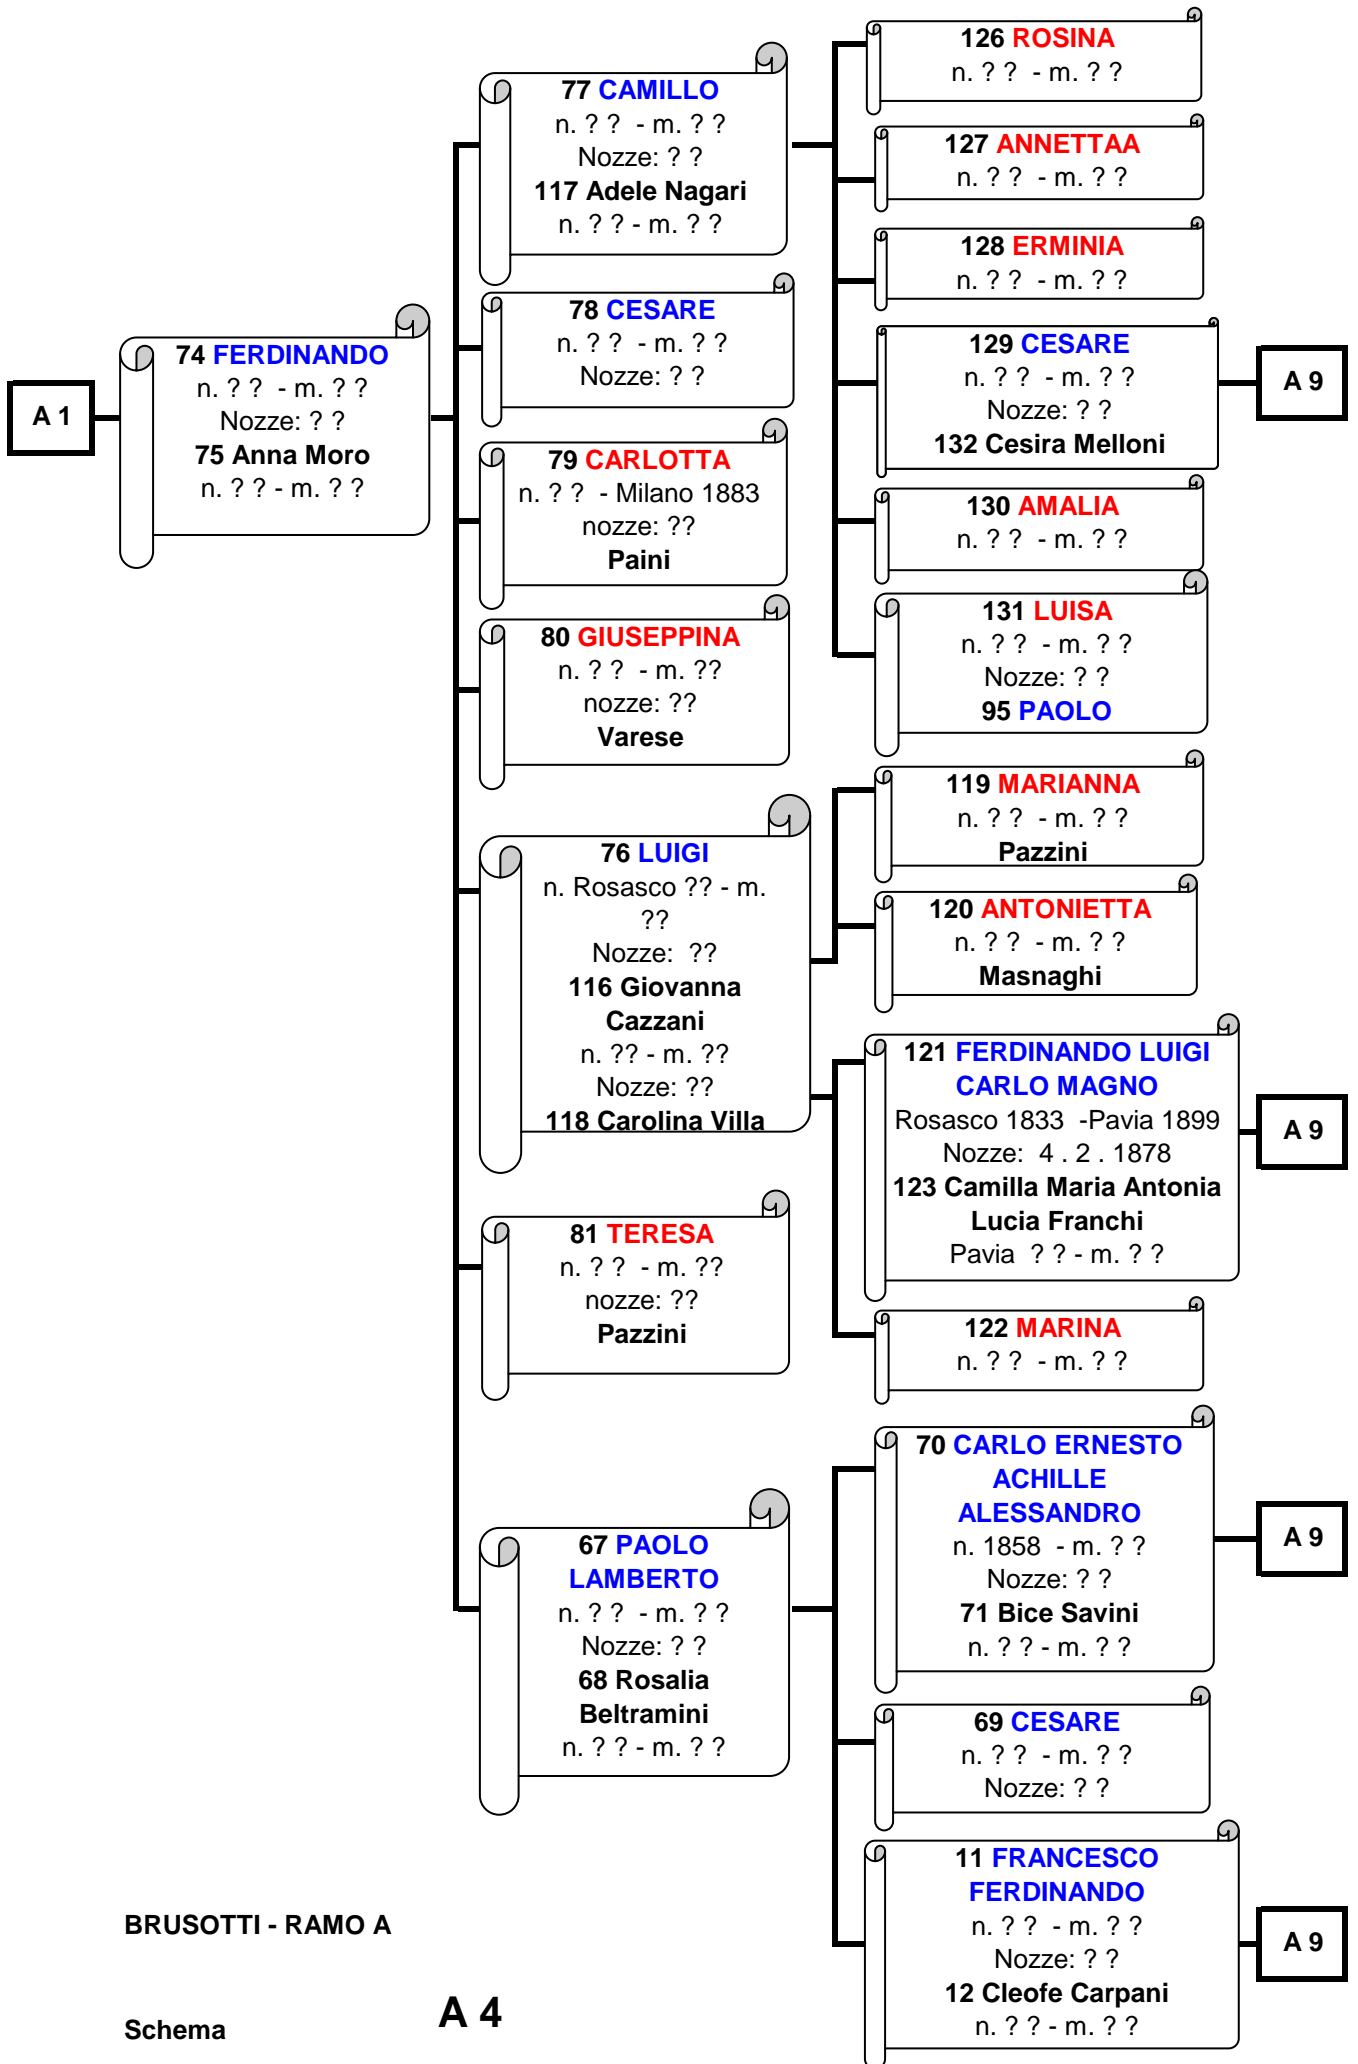 A 1
74 FERDINANDO
n. ? ? - m. ? ?
Nozze: ? ?
75 Anna Moro
n. ? ? - m. ? ?
77 CAMILLO
n. ? ? - m. ? ?
Nozze: ? ?
117 Adele Nagari
n. ? ? - m. ? ?
78 CESARE
n. ? ? - m. ? ?
Nozze: ? ?
79 CARLOTTA
n. ? ? - Milano 1883
nozze: ??
Paini
80 GIUSEPPINA
n. ? ? - m. ??
nozze: ??
Varese
76 LUIGI
n. Rosasco ?? - m.
??
Nozze: ??
116 Giovanna
Cazzani
n. ?? - m. ??
Nozze: ??
118 Carolina Villa
81 TERESA
n. ? ? - m. ??
nozze: ??
Pazzini
67 PAOLO
LAMBERTO
n. ? ? - m. ? ?
Nozze: ? ?
68 Rosalia
Beltramini
n. ? ? - m. ? ?
126 ROSINA
n. ? ? - m. ? ?
127 ANNETTAA
n. ? ? - m. ? ?
128 ERMINIA
n. ? ? - m. ? ?
129 CESARE
n. ? ? - m. ? ?
Nozze: ? ?
132 Cesira Melloni
A 9
130 AMALIA
n. ? ? - m. ? ?
131 LUISA
n. ? ? - m. ? ?
Nozze: ? ?
95 PAOLO
119 MARIANNA
n. ? ? - m. ? ?
Pazzini
120 ANTONIETTA
n. ? ? - m. ? ?
Masnaghi
121 FERDINANDO LUIGI
CARLO MAGNO
Rosasco 1833 -Pavia 1899
Nozze: 4 . 2 . 1878
123 Camilla Maria Antonia
Lucia Franchi
Pavia ? ? - m. ? ?
A 9
122 MARINA
n. ? ? - m. ? ?
70 CARLO ERNESTO
ACHILLE
ALESSANDRO
n. 1858 - m. ? ?
Nozze: ? ?
71 Bice Savini
n. ? ? - m. ? ?
A 9
69 CESARE
n. ? ? - m. ? ?
Nozze: ? ?
11 FRANCESCO
FERDINANDO
n. ? ? - m. ? ?
Nozze: ? ?
12 Cleofe Carpani
n. ? ? - m. ? ?
A 9
BRUSOTTI - RAMO A
Schema A 4